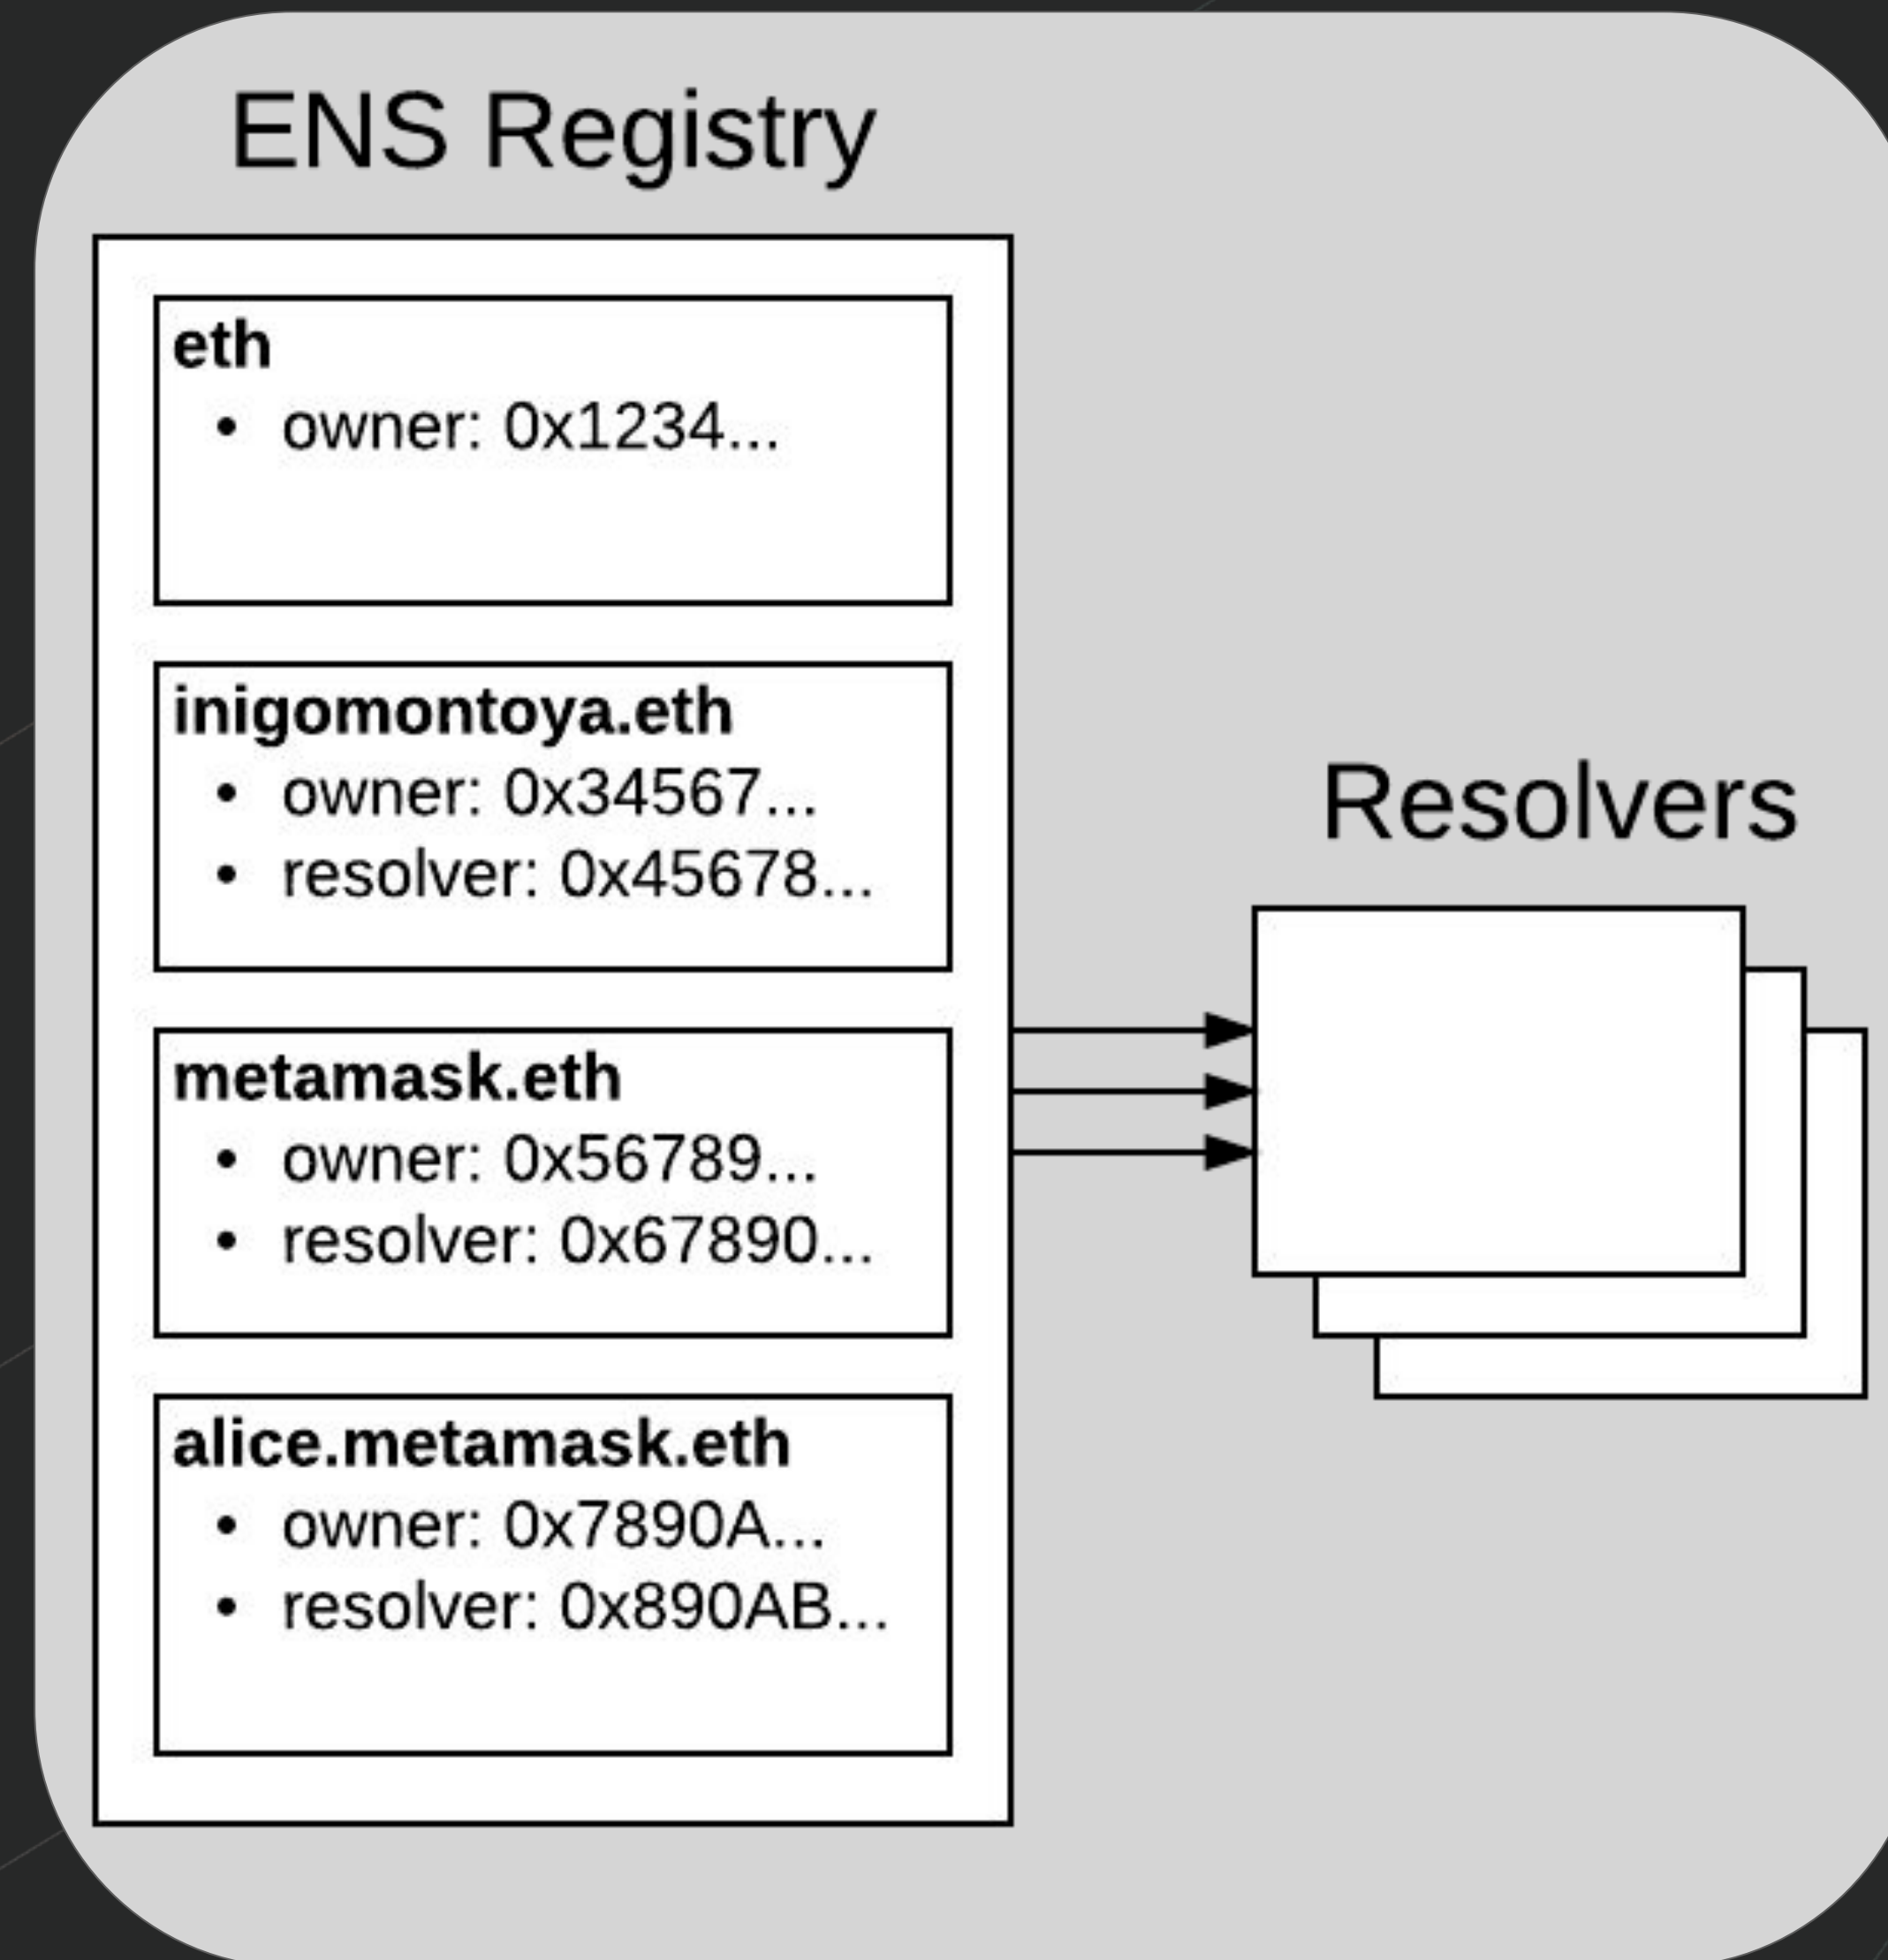 ENS Registry
eth
• owner: 0x1234...
inigomontoya.eth
• owner: 0x34567...
• resolver: 0x45678...
metamask.eth
• owner: 0x56789...
• resolver: 0x67890...
alice.metamask.eth
• owner: 0x7890A...
• resolver: 0x890AB...
Resolvers